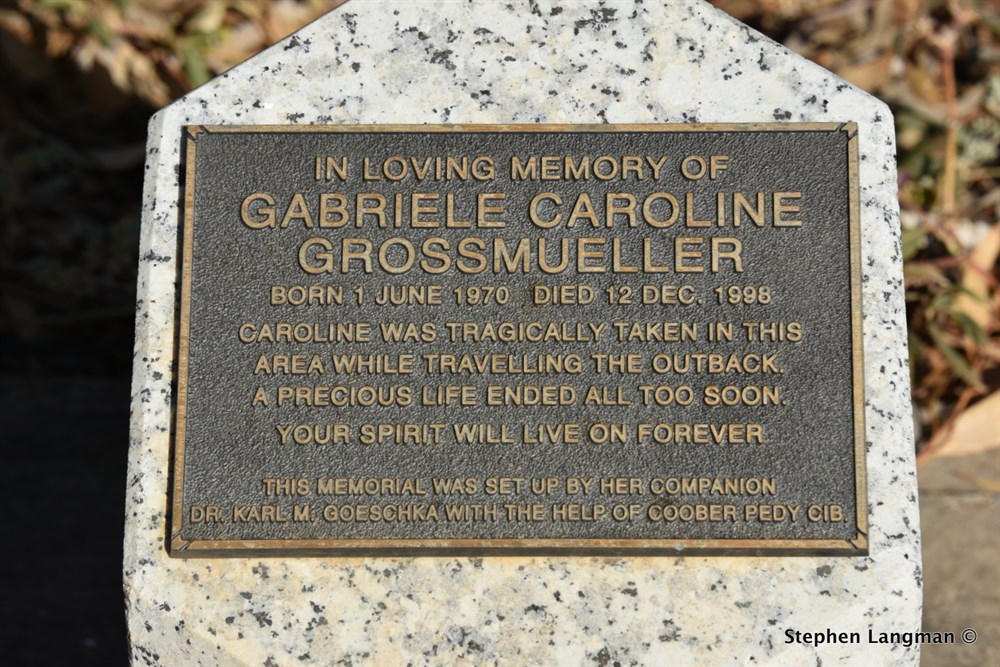 IN LOVING MEMORY OF
GABRIELE CAROLINE
GROSSMUELLER
BORN 1 JUNE 1970 DIED 12 DEC. 1998
CAROLINE WAS TRAGICALLY TAKEN IN THIS
AREA WHILE TRAVELLING THE OUTBACK.
A PRECIOUS LIFE ENDED ALL TOO SOON.
YOUR SPIRIT WILL LIVE ON FOREVER
THIS MEMORIAL WAS SET UP BY HER COMPANION
DR. KARL M. GOESCHKA WITH THE HELP OF COOBER PEDY CIB.
Stephen Langman ©